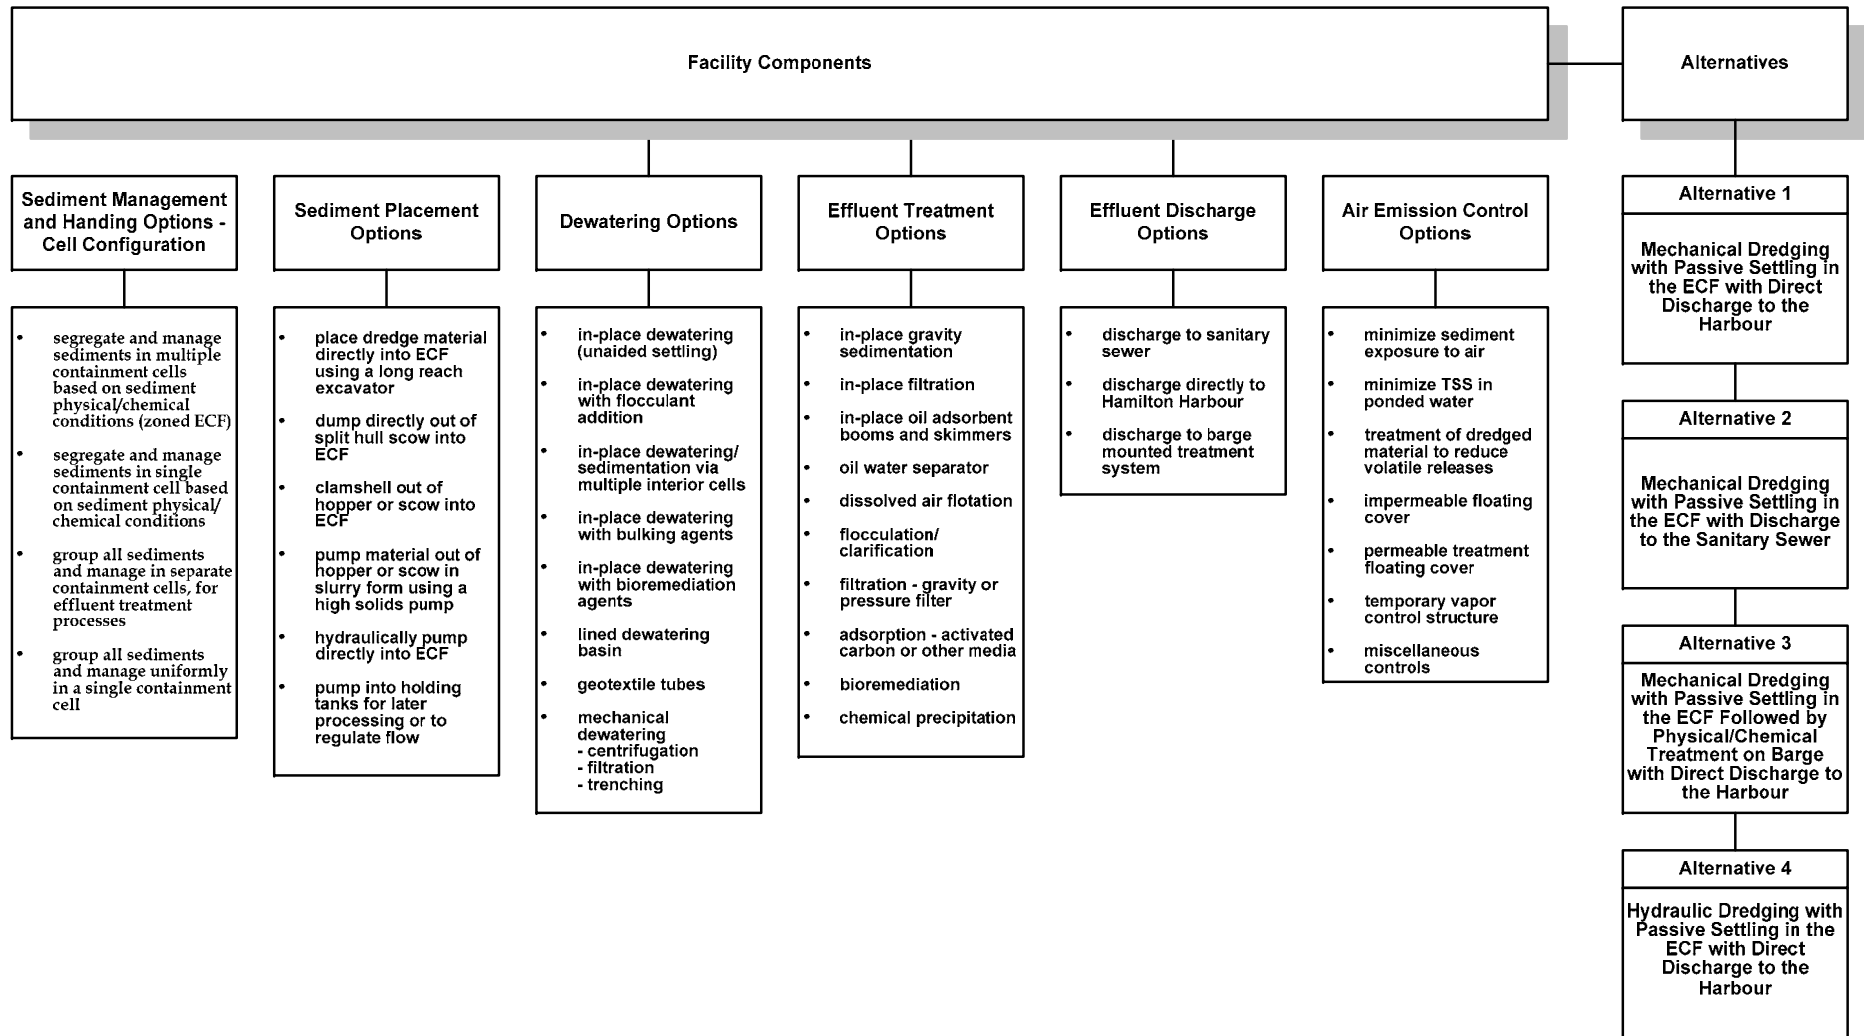 Facility Components
Alternatives
Sediment Management
and Handing Options -
Cell Configuration
• segregate and manage
sediments in multiple
containment cells
based on sediment
physical/chemical
conditions (zoned ECF)
• segregate and manage
sediments in single
containment cell based
on sediment physical/
chemical conditions
• group all sediments
and manage in separate
containment cells, for
effluent treatment
processes
• group all sediments
and manage uniformly
in a single containment
cell
Sediment Placement
Options
• place dredge material
directly into ECF
using a long reach
excavator
• dump directly out of
split hull scow into
ECF
• clamshell out of
hopper or scow into
ECF
• pump material out of
hopper or scow in
slurry form using a
high solids pump
• hydraulically pump
directly into ECF
• pump into holding
tanks for later
processing or to
regulate flow
Dewatering Options
• in-place dewatering
(unaided settling)
• in-place dewatering
with flocculant
addition
• in-place dewatering/
sedimentation via
multiple interior cells
• in-place dewatering
with bulking agents
• in-place dewatering
with bioremediation
agents
• lined dewatering
basin
• geotextile tubes
• mechanical
dewatering
- centrifugation
- filtration
- trenching
Effluent Treatment
Options
• in-place gravity
sedimentation
• in-place filtration
• in-place oil adsorbent
booms and skimmers
• oil water separator
• dissolved air flotation
• flocculation/
clarification
• filtration - gravity or
pressure filter
• adsorption - activated
carbon or other media
• bioremediation
• chemical precipitation
Effluent Discharge
Options
• discharge to sanitary
sewer
• discharge directly to
Hamilton Harbour
• discharge to barge
mounted treatment
system
Air Emission Control
Options
• minimize sediment
exposure to air
• minimize TSS in
ponded water
• treatment of dredged
material to reduce
volatile releases
• impermeable floating
cover
• permeable treatment
floating cover
• temporary vapor
control structure
• miscellaneous
controls
Alternative 1
Mechanical Dredging
with Passive Settling in
the ECF with Direct
Discharge to the
Harbour
Alternative 2
Mechanical Dredging
with Passive Settling in
the ECF with Discharge
to the Sanitary Sewer
Alternative 3
Mechanical Dredging
with Passive Settling in
the ECF Followed by
Physical/Chemical
Treatment on Barge
with Direct Discharge to
the Harbour
Alternative 4
Hydraulic Dredging with
Passive Settling in the
ECF with Direct
Discharge to the
Harbour